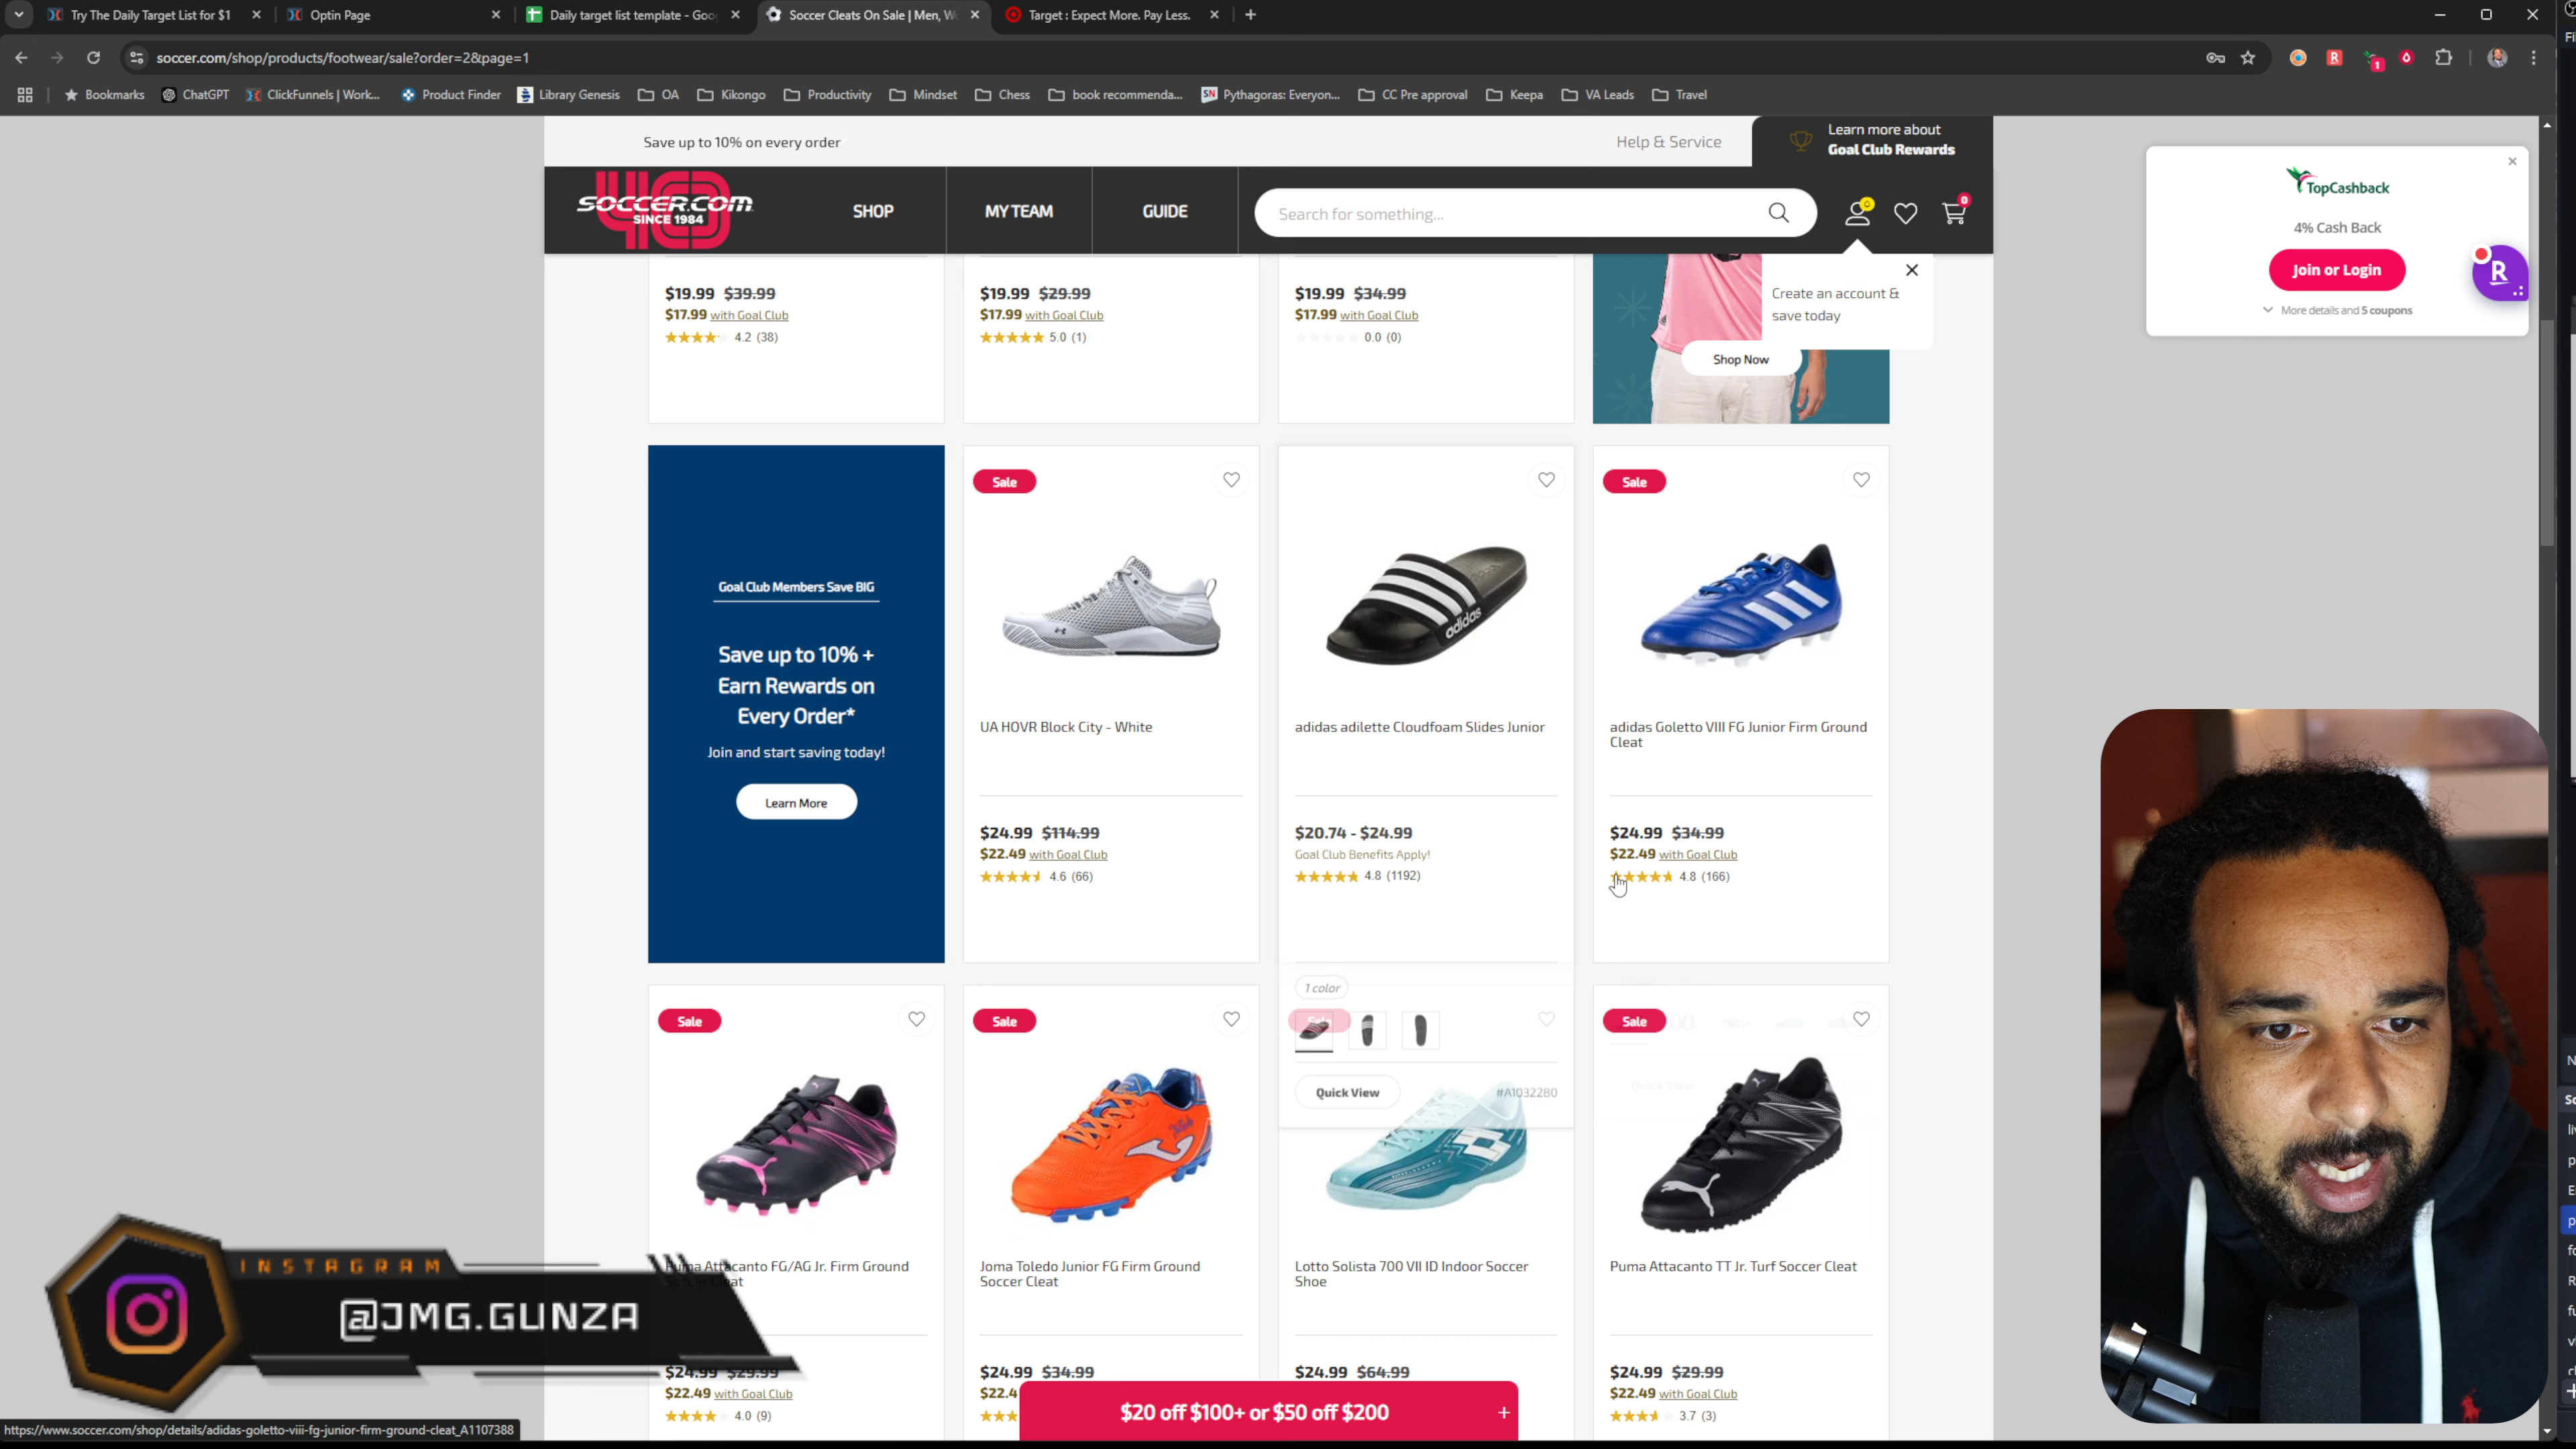 Try The Daily Target List for $1
Optin Page
Daily target list template - Goo
Soccer Cleats On Sale | Men, W
Target : Expect More. Pay Less.
soccer.com/shop/products/footwear/sale?order=2&page=1
1
Bookmarks
ChatGPT
ClickFunnels | Work...
Product Finder
Library Genesis
OA
Kikongo
Productivity
Mindset
Chess
book recommenda...
Pythagoras: Everyon...
CC Pre approval
Keepa
VA Leads
Travel
Save up to 10% on every order
Help & Service
Learn more about
Goal Club Rewards
SOCCER.COM
SINCE 1984
40
SHOP
MY TEAM
GUIDE
Search for something...
0
Create an account &
save today
Shop Now
TopCashback
4% Cash Back
Join or Login
More details and 5 coupons
R
$19.99 $39.99
$17.99 with Goal Club
4.2 (38)
$19.99 $29.99
$17.99 with Goal Club
5.0 (1)
$19.99 $34.99
$17.99 with Goal Club
0.0 (0)
Goal Club Members Save BIG
Save up to 10% +
Earn Rewards on
Every Order*
Join and start saving today!
Learn More
Sale
UA HOVR Block City - White
$24.99 $114.99
$22.49 with Goal Club
4.6 (66)
adidas
adidas adilette Cloudfoam Slides Junior
$20.74 - $24.99
Goal Club Benefits Apply!
4.8 (1192)
1 color
Quick View
#A1032280
Sale
adidas Goletto VIII FG Junior Firm Ground
Cleat
$24.99 $34.99
$22.49 with Goal Club
4.8 (166)
Sale
Puma Attacanto FG/AG Jr. Firm Ground
Soccer Cleat
$24.99 $29.99
$22.49 with Goal Club
4.0 (9)
Sale
Joma Toledo Junior FG Firm Ground
Soccer Cleat
$24.99 $34.99
$22.4
Sale
Lotto Solista 700 VII ID Indoor Soccer
Shoe
$24.99 $64.99
Sale
Puma Attacanto TT Jr. Turf Soccer Cleat
$24.99 $29.99
$22.49 with Goal Club
3.7 (3)
$20 off $100+ or $50 off $200
+
INSTAGRAM
@JMG.GUNZA
https://www.soccer.com/shop/details/adidas-goletto-viii-fg-junior-firm-ground-cleat_A1107388